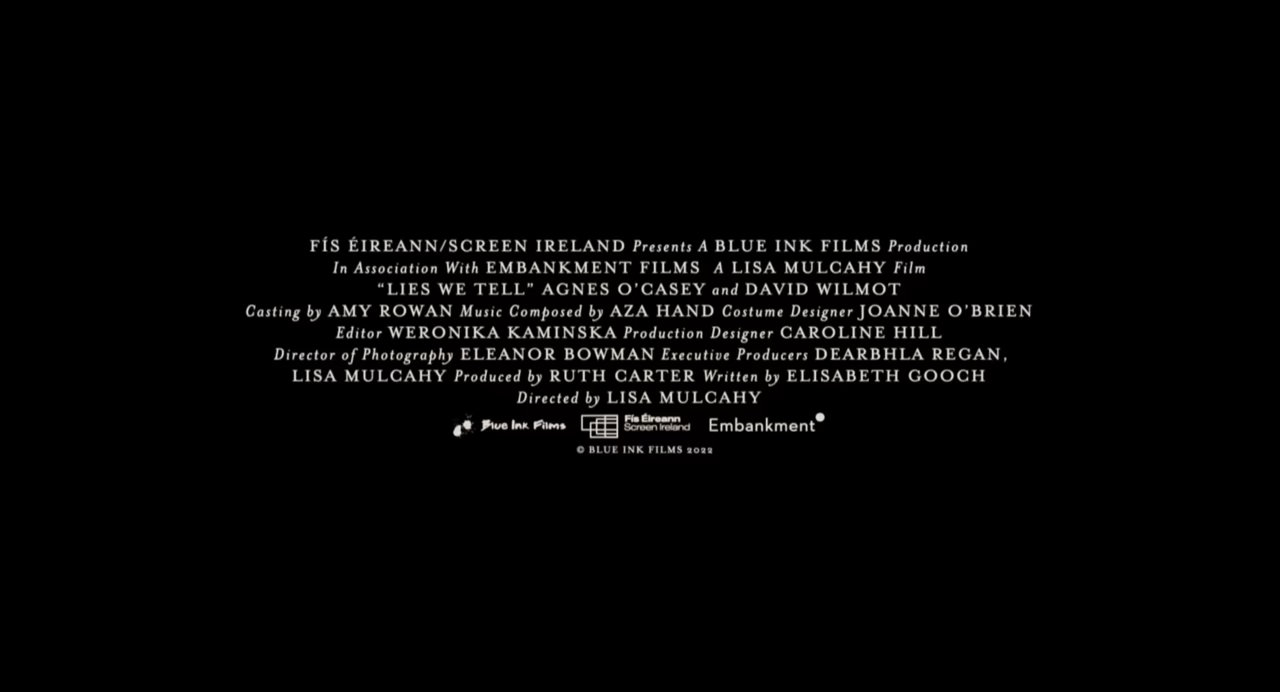 FÍS ÉIREANN/SCREEN IRELAND Presents A BLUE INK FILMS Production
In Association With EMBANKMENT FILMS A LISA MULCAHY Film
“LIES WE TELL” AGNES O’CASEY and DAVID WILMOT
Casting by AMY ROWAN Music Composed by AZA HAND Costume Designer JOANNE O’BRIEN
Editor WERONIKA KAMINSKA Production Designer CAROLINE HILL
Director of Photography ELEANOR BOWMAN Executive Producers DEARBHLA REGAN,
LISA MULCAHY Produced by RUTH CARTER Written by ELISABETH GOOCH
Directed by LISA MULCAHY
Blue Ink Films Fís Éireann Screen Ireland Embankment
© BLUE INK FILMS 2022